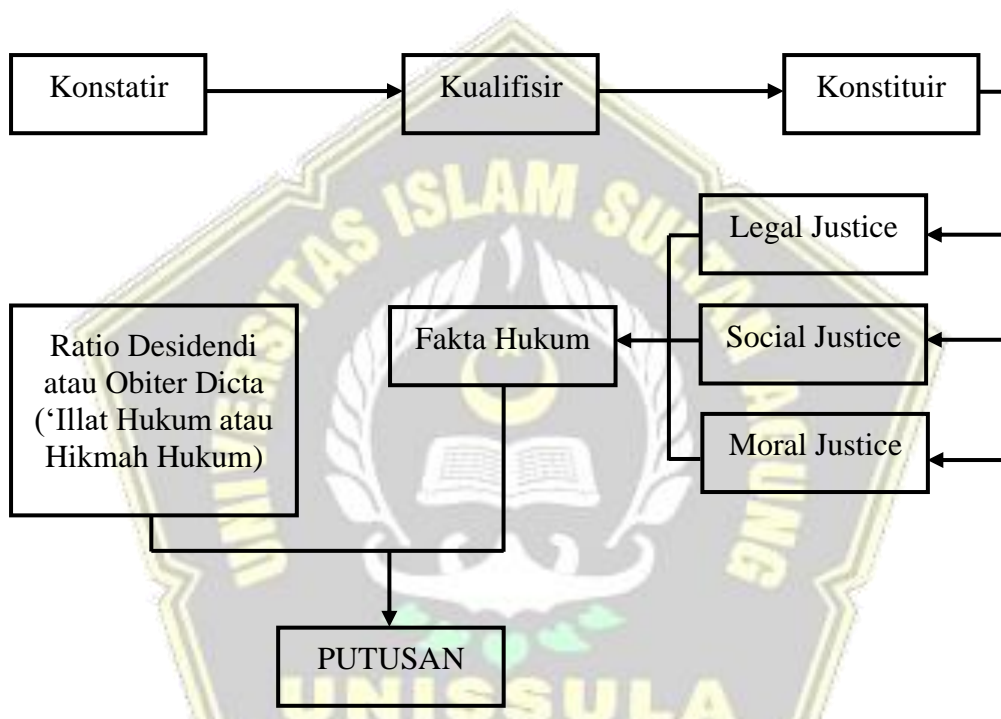 Konstatir
Kualifisir
Konstituir
Legal Justice
Social Justice
Moral Justice
Fakta Hukum
Ratio Desidendi
atau Obiter Dicta
(‘Illat Hukum atau
Hikmah Hukum)
PUTUSAN
UNIVERSITAS ISLAM SULTAN AGUNG
UNISSULA